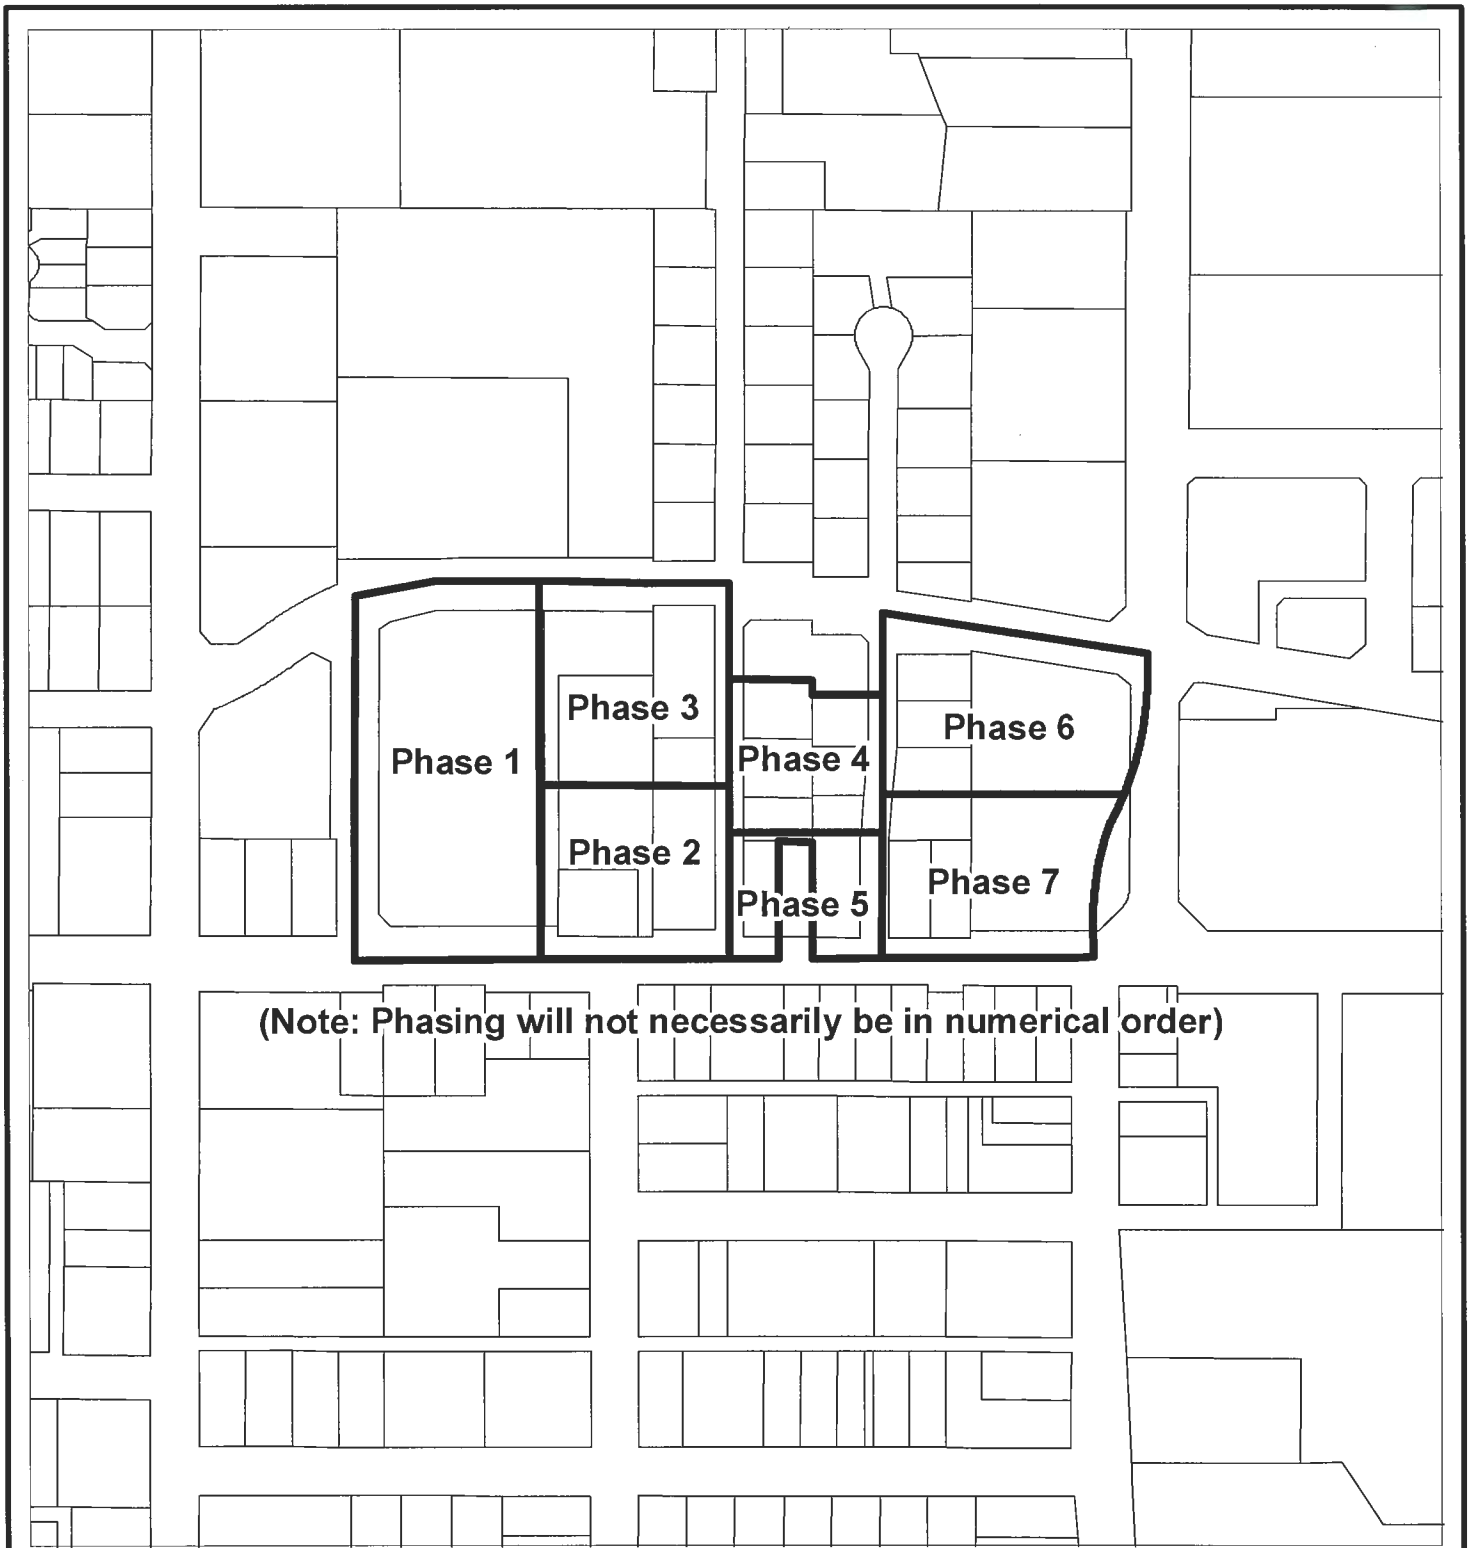 Phase 3
Phase 6
Phase 1
Phase 4
Phase 2
Phase 7
Phase 5
(Note: Phasing will not necessarily be in numerical order)